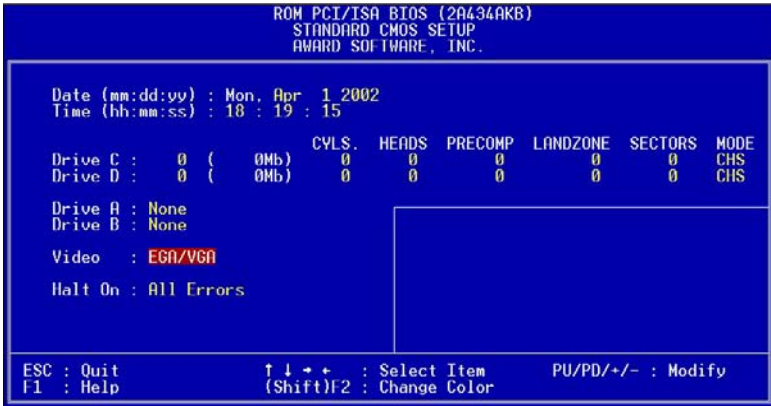 ROM PCI/ISA BIOS (2A434AKB)
STANDARD CMOS SETUP
AWARD SOFTWARE, INC.
Date (mm:dd:yy) : Mon, Apr 1 2002
Time (hh:mm:ss) : 18 : 19 : 15
CYLS. HEADS PRECOMP LANDZONE SECTORS MODE
Drive C : 0 ( 0Mb) 0 0 0 0 0 CHS
Drive D : 0 ( 0Mb) 0 0 0 0 0 CHS
Drive A : None
Drive B : None
Video : EGA/VGA
Halt On : All Errors
ESC : Quit ↑ ↓ → ← : Select Item PU/PD/+/- : Modify
F1 : Help (Shift)F2 : Change Color